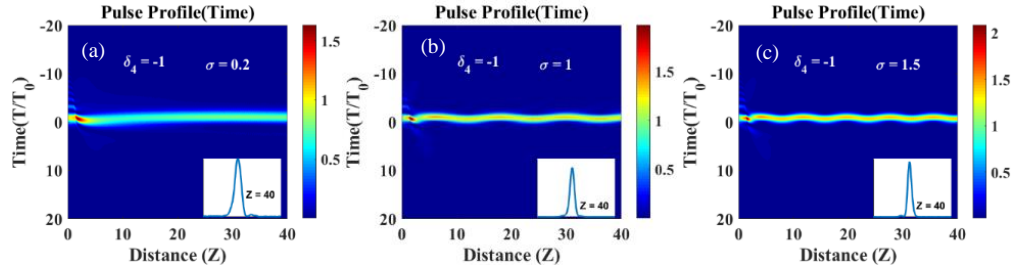 Pulse Profile(Time)
(a)
δ4 = -1
σ = 0.2
Time(T/T0)
-20
-10
0
10
20
0
10
20
30
40
Distance (Z)
Z = 40
1.5
1
0.5
Pulse Profile(Time)
(b)
δ4 = -1
σ = 1
Time(T/T0)
-20
-10
0
10
20
0
10
20
30
40
Distance (Z)
Z = 40
1.5
1
0.5
Pulse Profile(Time)
(c)
δ4 = -1
σ = 1.5
Time(T/T0)
-20
-10
0
10
20
0
10
20
30
40
Distance (Z)
Z = 40
2
1.5
1
0.5
0